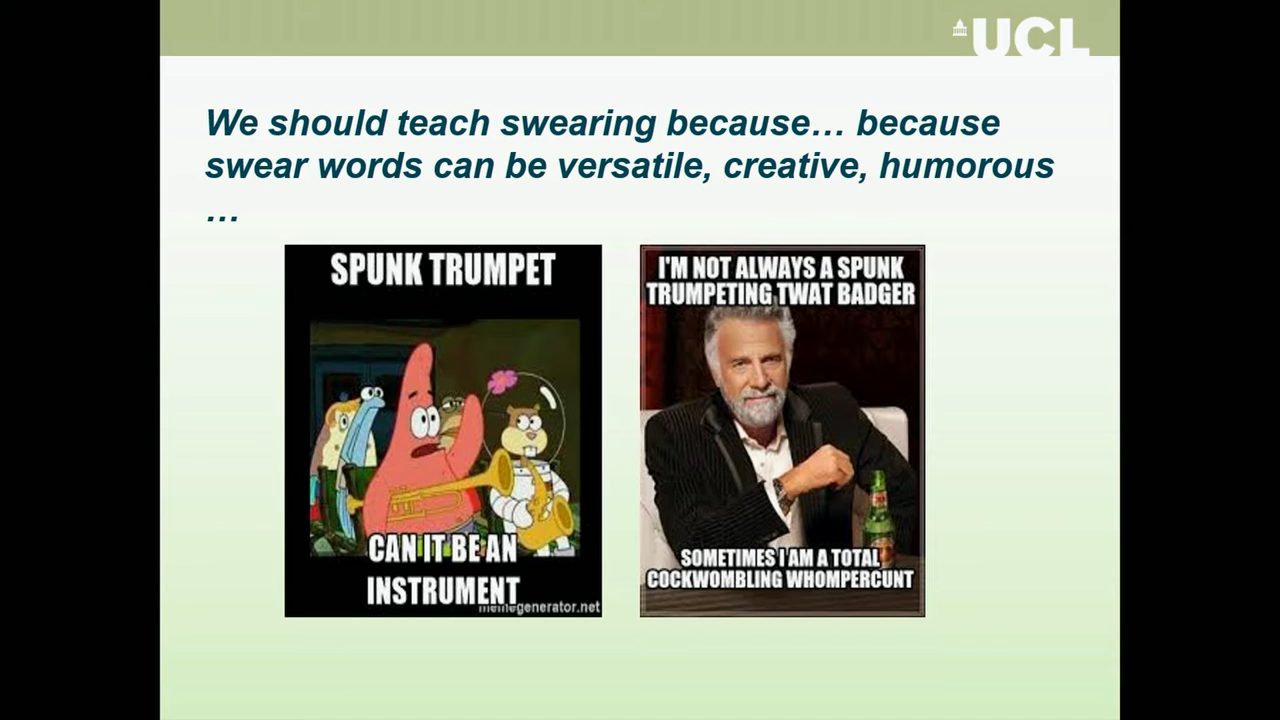 UCL
We should teach swearing because… because
swear words can be versatile, creative, humorous
…
SPUNK TRUMPET
CAN IT BE AN
INSTRUMENT
memegenerator.net
I'M NOT ALWAYS A SPUNK
TRUMPETING TWAT BADGER
SOMETIMES I AM A TOTAL
COCKWOMBLING WHOMPERCUNT